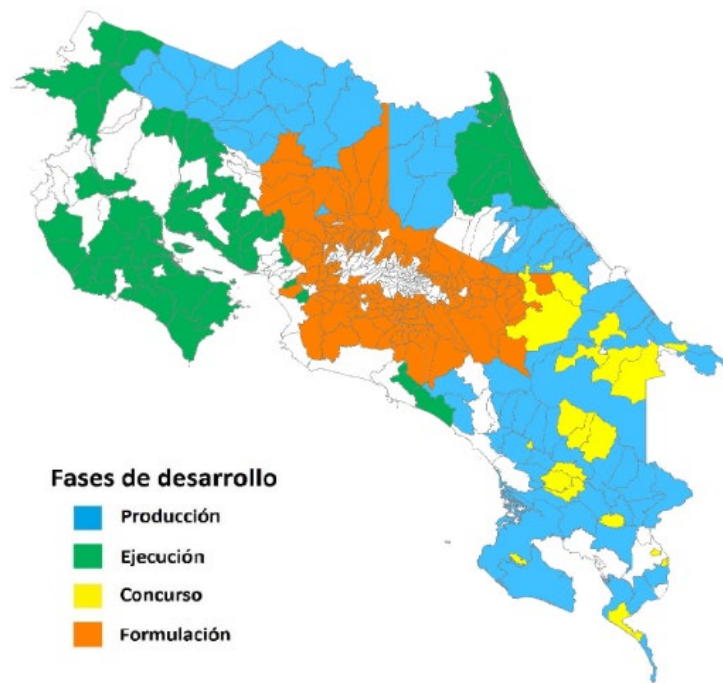 Fases de desarrollo
Producción
Ejecución
Concurso
Formulación